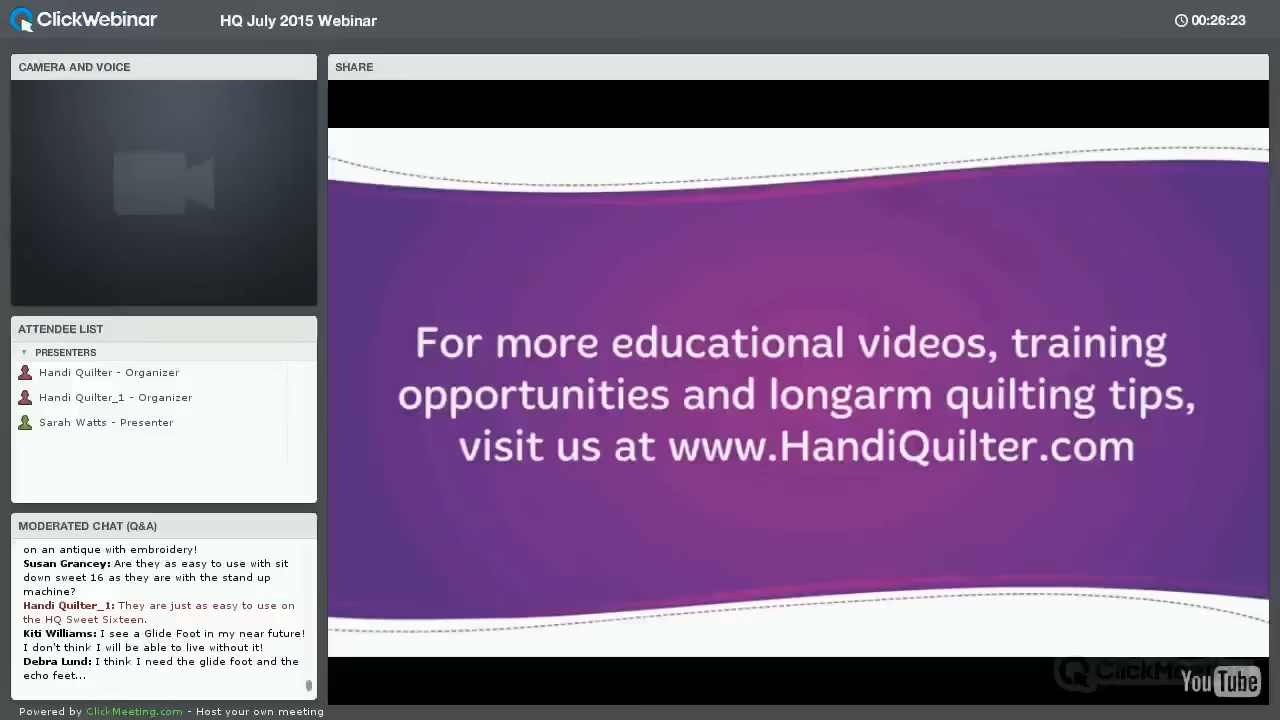 ClickWebinar
HQ July 2015 Webinar
00:26:23
CAMERA AND VOICE
SHARE
For more educational videos, training
opportunities and longarm quilting tips,
visit us at www.HandiQuilter.com
ATTENDEE LIST
PRESENTERS
Handi Quilter - Organizer
Handi Quilter_1 - Organizer
Sarah Watts - Presenter
MODERATED CHAT (Q&A)
on an antique with embroidery!
Susan Grancey: Are they as easy to use with sit
down sweet 16 as they are with the stand up
machine?
Handi Quilter_1: They are just as easy to use on
the HQ Sweet Sixteen.
Kiti Williams: I see a Glide Foot in my near future!
I don't think I will be able to live without it!
Debra Lund: I think I need the glide foot and the
echo feet...
YouTube
Powered by ClickMeeting.com - Host your own meeting